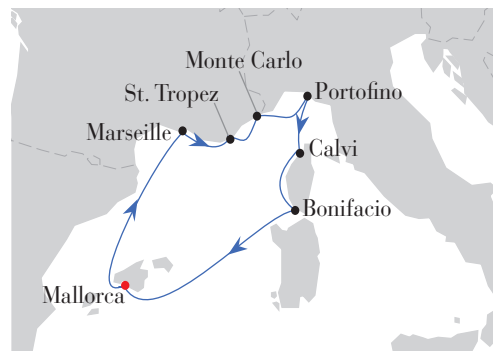 Monte Carlo
St. Tropez
Portofino
Marseille
Calvi
Bonifacio
Mallorca